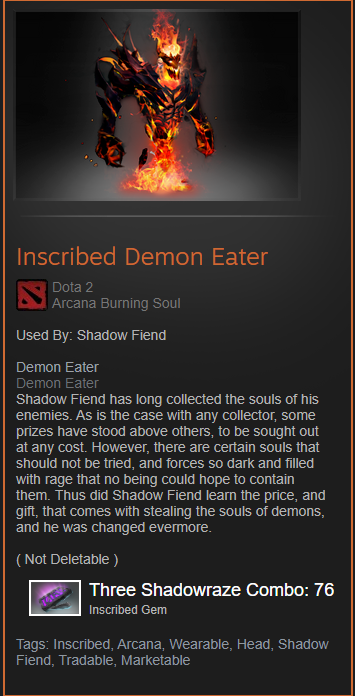 Inscribed Demon Eater
Dota 2
Arcana Burning Soul
Used By: Shadow Fiend
Demon Eater
Demon Eater
Shadow Fiend has long collected the souls of his
enemies. As is the case with any collector, some
prizes have stood above others, to be sought out
at any cost. However, there are certain souls that
should not be tried, and forces so dark and filled
with rage that no being could hope to contain
them. Thus did Shadow Fiend learn the price, and
gift, that comes with stealing the souls of demons,
and he was changed evermore.
( Not Deletable )
Three Shadowraze Combo: 76
Inscribed Gem
Tags: Inscribed, Arcana, Wearable, Head, Shadow
Fiend, Tradable, Marketable